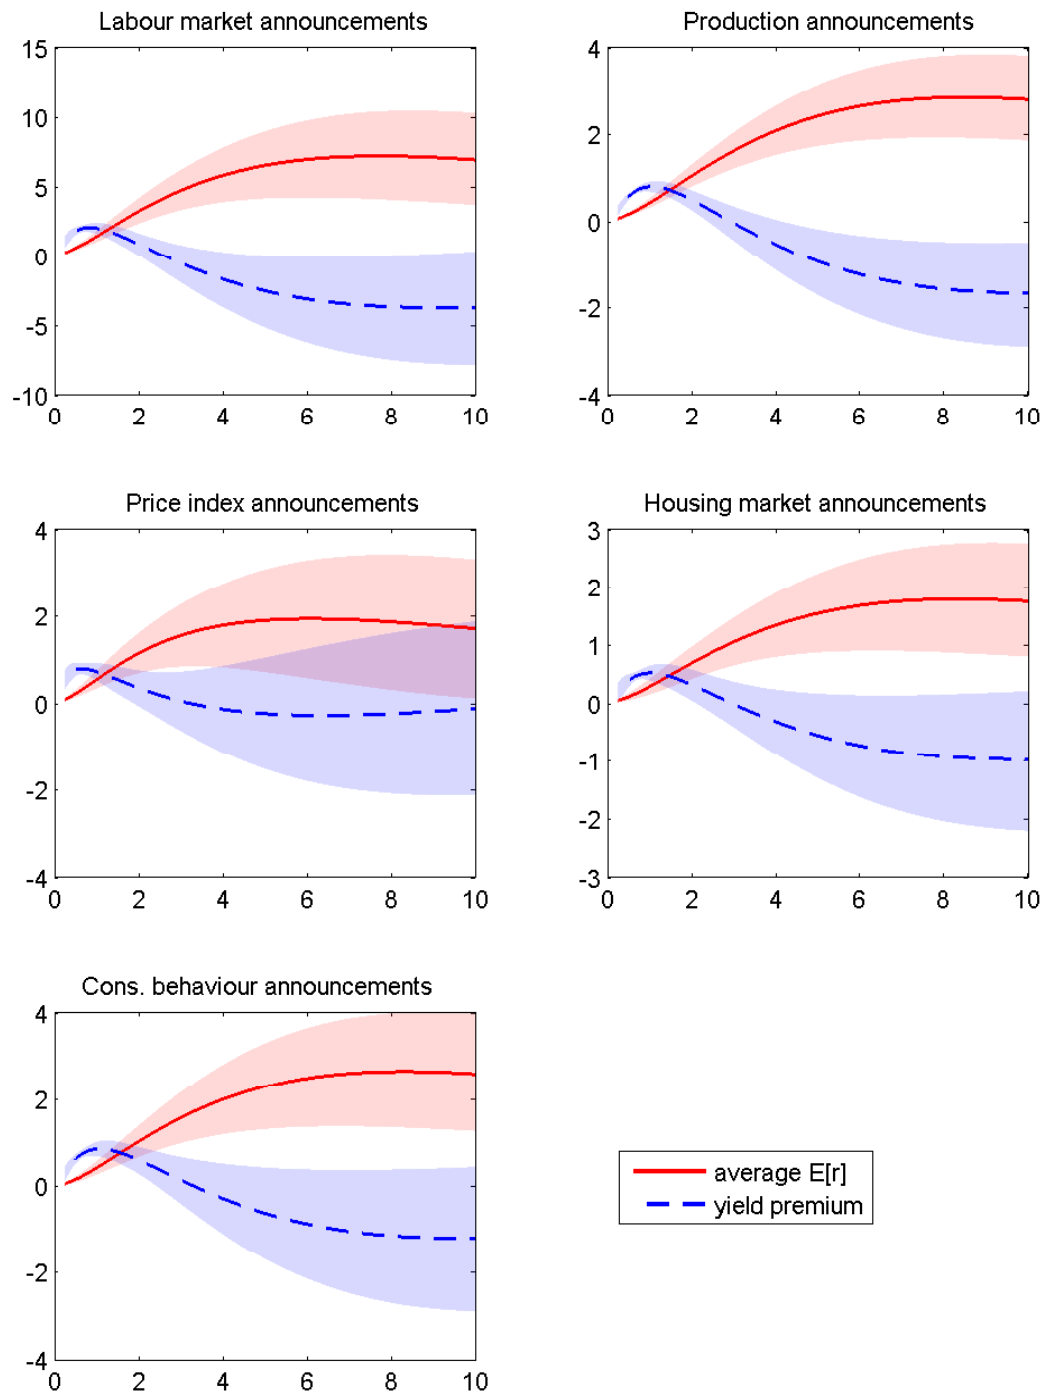 Labour market announcements
15
10
5
0
-5
-10
0 2 4 6 8 10
Production announcements
4
2
0
-2
-4
0 2 4 6 8 10
Price index announcements
4
2
0
-2
-4
0 2 4 6 8 10
Housing market announcements
3
2
1
0
-1
-2
-3
0 2 4 6 8 10
Cons. behaviour announcements
4
2
0
-2
-4
0 2 4 6 8 10
average E[r]
yield premium